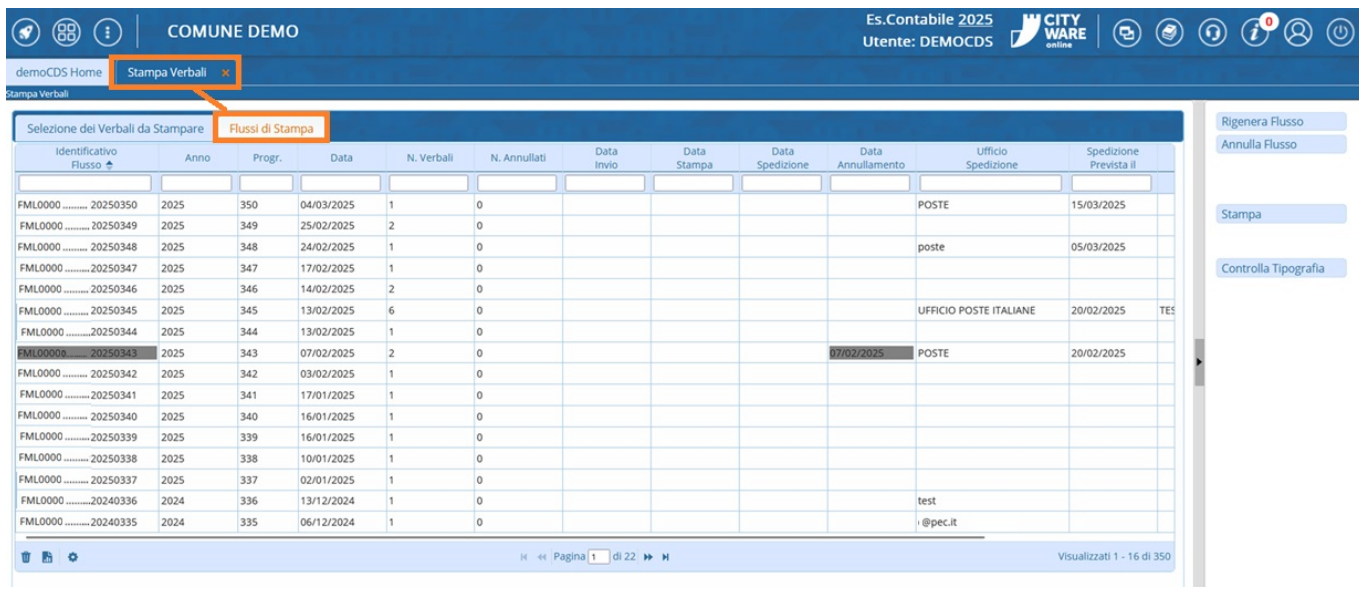 COMUNE DEMO
Es.Contabile 2025
Utente: DEMOCDS
CITY
WARE
online
0
demoCDS Home Stampa Verbali ×
Stampa Verbali
Selezione dei Verbali da Stampare Flussi di Stampa
Identificativo Flusso Anno Progr. Data N. Verbali N. Annullati Data Invio Data Stampa Data Spedizione Data Annullamento Ufficio Spedizione Spedizione Prevista il
FML0000 ......... 20250350 2025 350 04/03/2025 1 0 POSTE 15/03/2025
FML0000 ......... 20250349 2025 349 25/02/2025 2 0
FML0000 ......... 20250348 2025 348 24/02/2025 1 0 poste 05/03/2025
FML0000 ......... 20250347 2025 347 17/02/2025 1 0
FML0000 ......... 20250346 2025 346 14/02/2025 2 0
FML0000 ......... 20250345 2025 345 13/02/2025 6 0 UFFICIO POSTE ITALIANE 20/02/2025 TES
FML0000 .........20250344 2025 344 13/02/2025 1 0
FML0000......... 20250343 2025 343 07/02/2025 2 0 07/02/2025 POSTE 20/02/2025
FML0000 ......... 20250342 2025 342 03/02/2025 1 0
FML0000 ......... 20250341 2025 341 17/01/2025 1 0
FML0000 ......... 20250340 2025 340 16/01/2025 1 0
FML0000 ......... 20250339 2025 339 16/01/2025 1 0
FML0000 ......... 20250338 2025 338 10/01/2025 1 0
FML0000 ......... 20250337 2025 337 02/01/2025 1 0
FML0000 .........20240336 2024 336 13/12/2024 1 0 test
FML0000 ......... 20240335 2024 335 06/12/2024 1 0 @pec.it
Pagina 1 di 22
Visualizzati 1 - 16 di 350
Rigenera Flusso
Annulla Flusso
Stampa
Controlla Tipografia